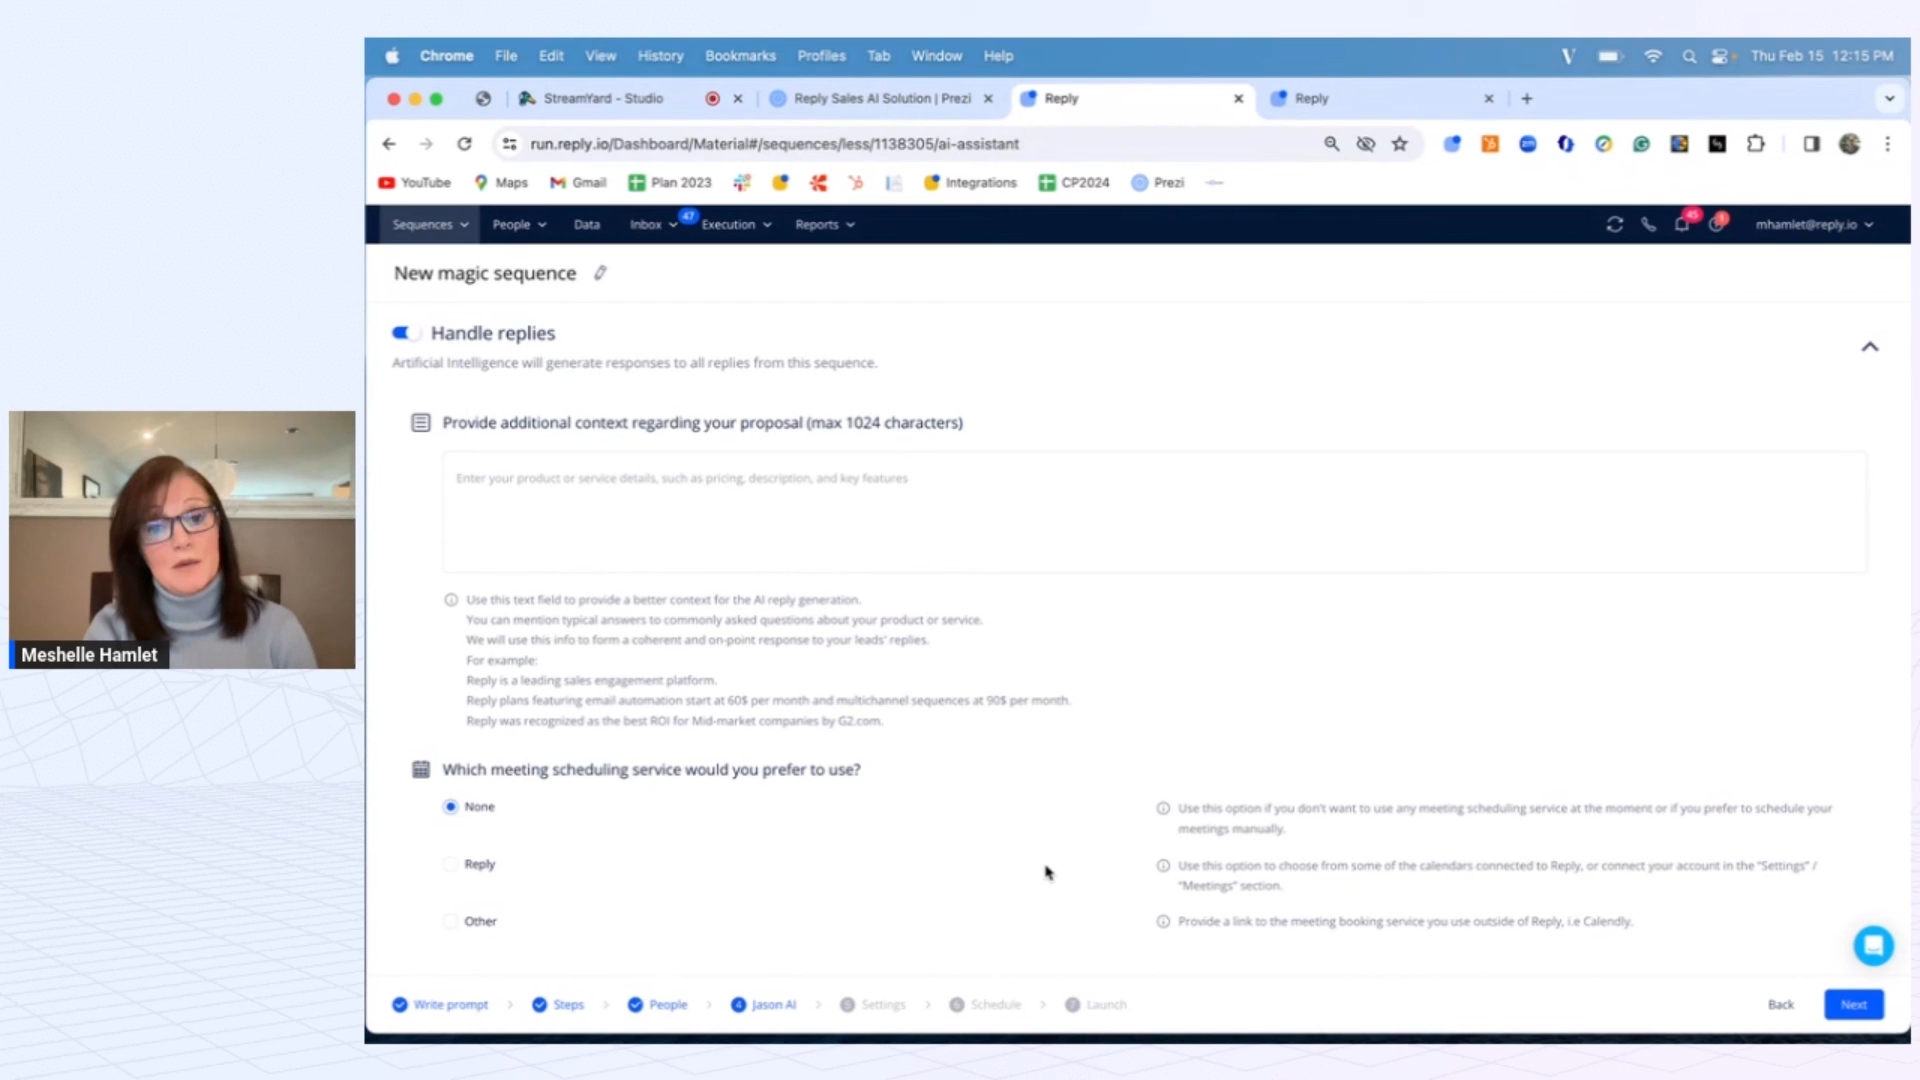 Chrome File Edit View History Bookmarks Profiles Tab Window Help
Thu Feb 15 12:15 PM
StreamYard - Studio
Reply Sales AI Solution | Prezi
Reply
Reply
run.reply.io/Dashboard/Material#/sequences/less/1138305/ai-assistant
YouTube Maps Gmail Plan 2023 Integrations CP2024 Prezi
Sequences People Data Inbox 47 Execution Reports
45 1 mhamlet@reply.io
New magic sequence
Handle replies
Artificial Intelligence will generate responses to all replies from this sequence.
Provide additional context regarding your proposal (max 1024 characters)
Enter your product or service details, such as pricing, description, and key features
Use this text field to provide a better context for the AI reply generation.
You can mention typical answers to commonly asked questions about your product or service.
We will use this info to form a coherent and on-point response to your leads' replies.
For example:
Reply is a leading sales engagement platform.
Reply plans featuring email automation start at 60$ per month and multichannel sequences at 90$ per month.
Reply was recognized as the best ROI for Mid-market companies by G2.com.
Meshelle Hamlet
Which meeting scheduling service would you prefer to use?
None
Use this option if you don't want to use any meeting scheduling service at the moment or if you prefer to schedule your
meetings manually.
Reply
Use this option to choose from some of the calendars connected to Reply, or connect your account in the "Settings" /
"Meetings" section.
Other
Provide a link to the meeting booking service you use outside of Reply, i.e Calendly.
Write prompt > Steps > People > 4 Jason AI > 5 Settings > 6 Schedule > 7 Launch
Back Next